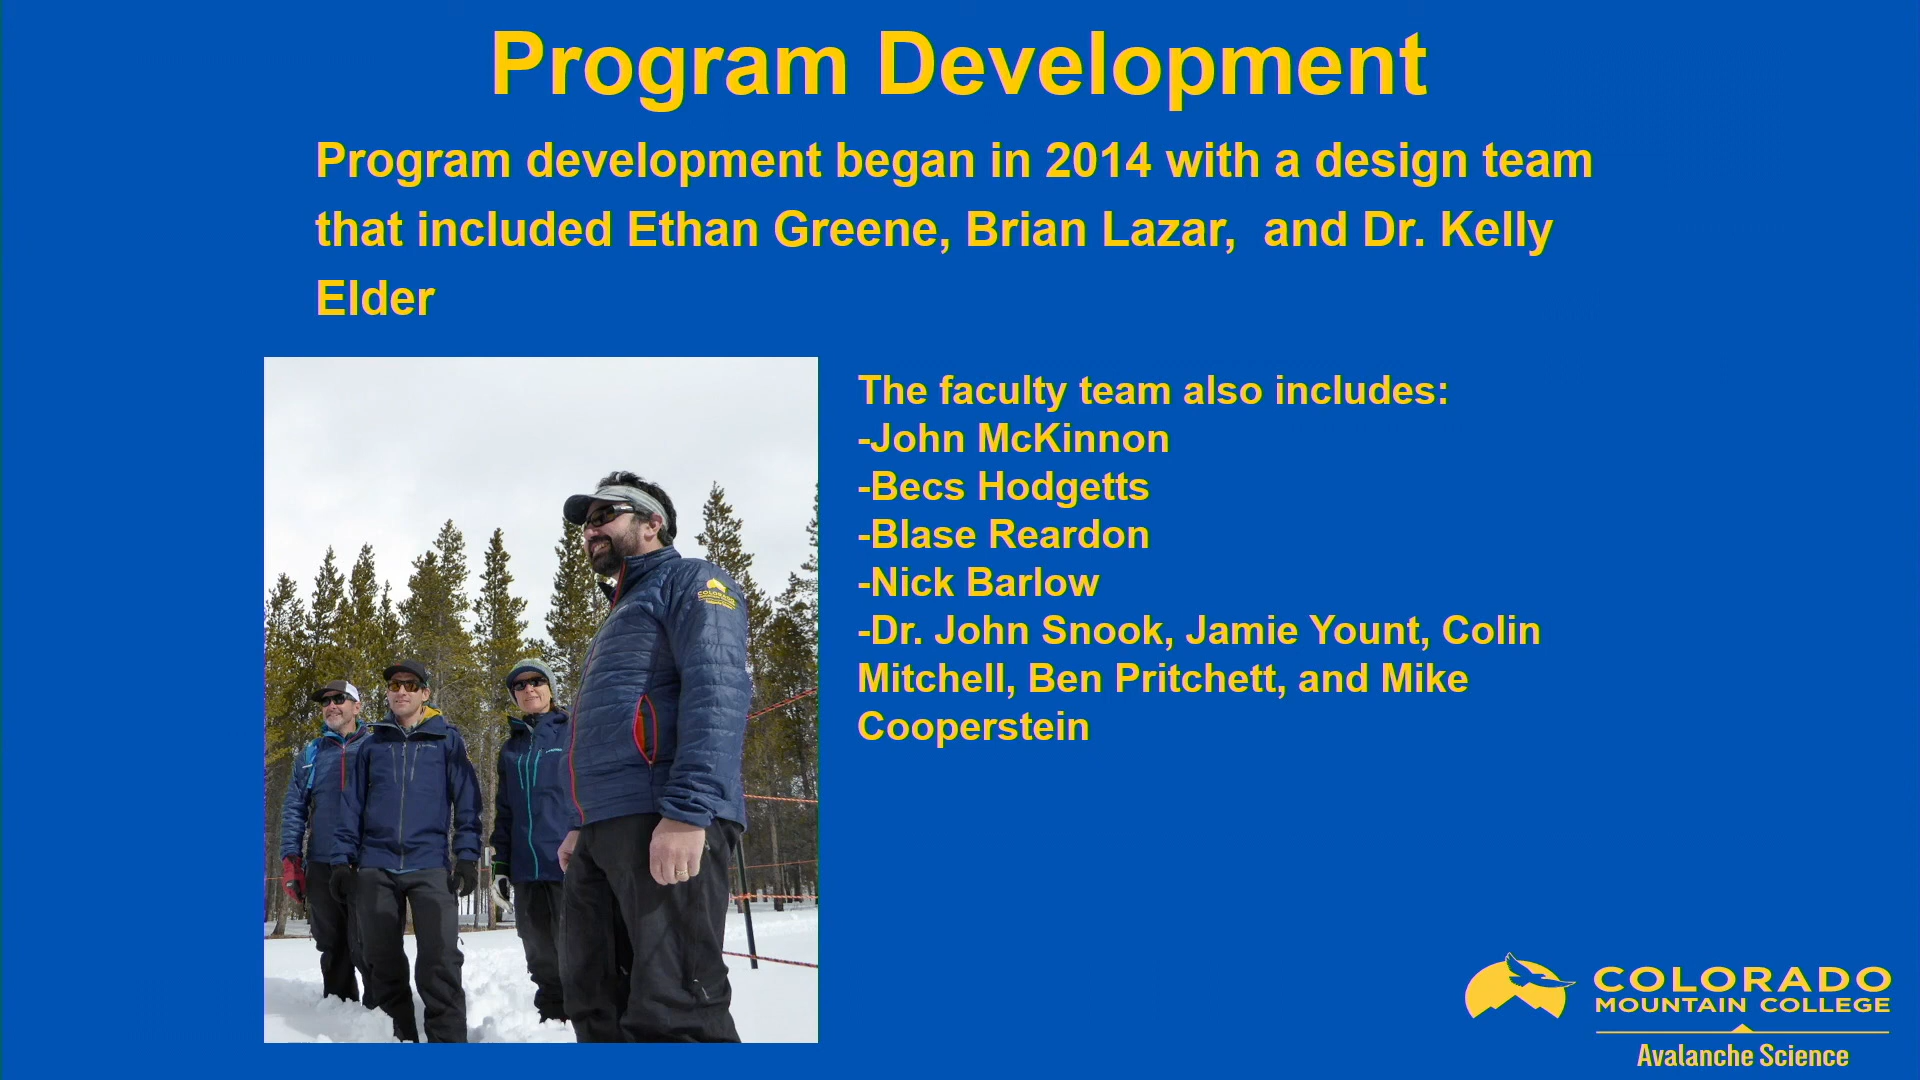 Program Development
Program development began in 2014 with a design team
that included Ethan Greene, Brian Lazar,  and Dr. Kelly
Elder
The faculty team also includes:
-John McKinnon
-Becs Hodgetts
-Blase Reardon
-Nick Barlow
-Dr. John Snook, Jamie Yount, Colin
Mitchell, Ben Pritchett, and Mike
Cooperstein
COLORADO
COLORADO
MOUNTAIN COLLEGE
Avalanche Science